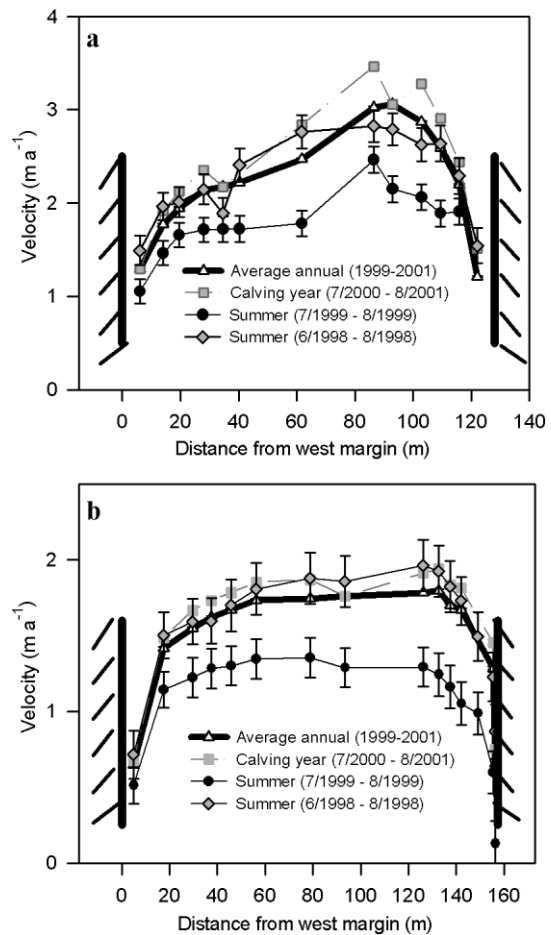 a
4
3
2
1
0
Velocity (m a⁻¹)
Average annual (1999-2001)
Calving year (7/2000 - 8/2001)
Summer (7/1999 - 8/1999)
Summer (6/1998 - 8/1998)
0 20 40 60 80 100 120 140
Distance from west margin (m)
b
2
1
0
Velocity (m a⁻¹)
Average annual (1999-2001)
Calving year (7/2000 - 8/2001)
Summer (7/1999 - 8/1999)
Summer (6/1998 - 8/1998)
0 20 40 60 80 100 120 140 160
Distance from west margin (m)